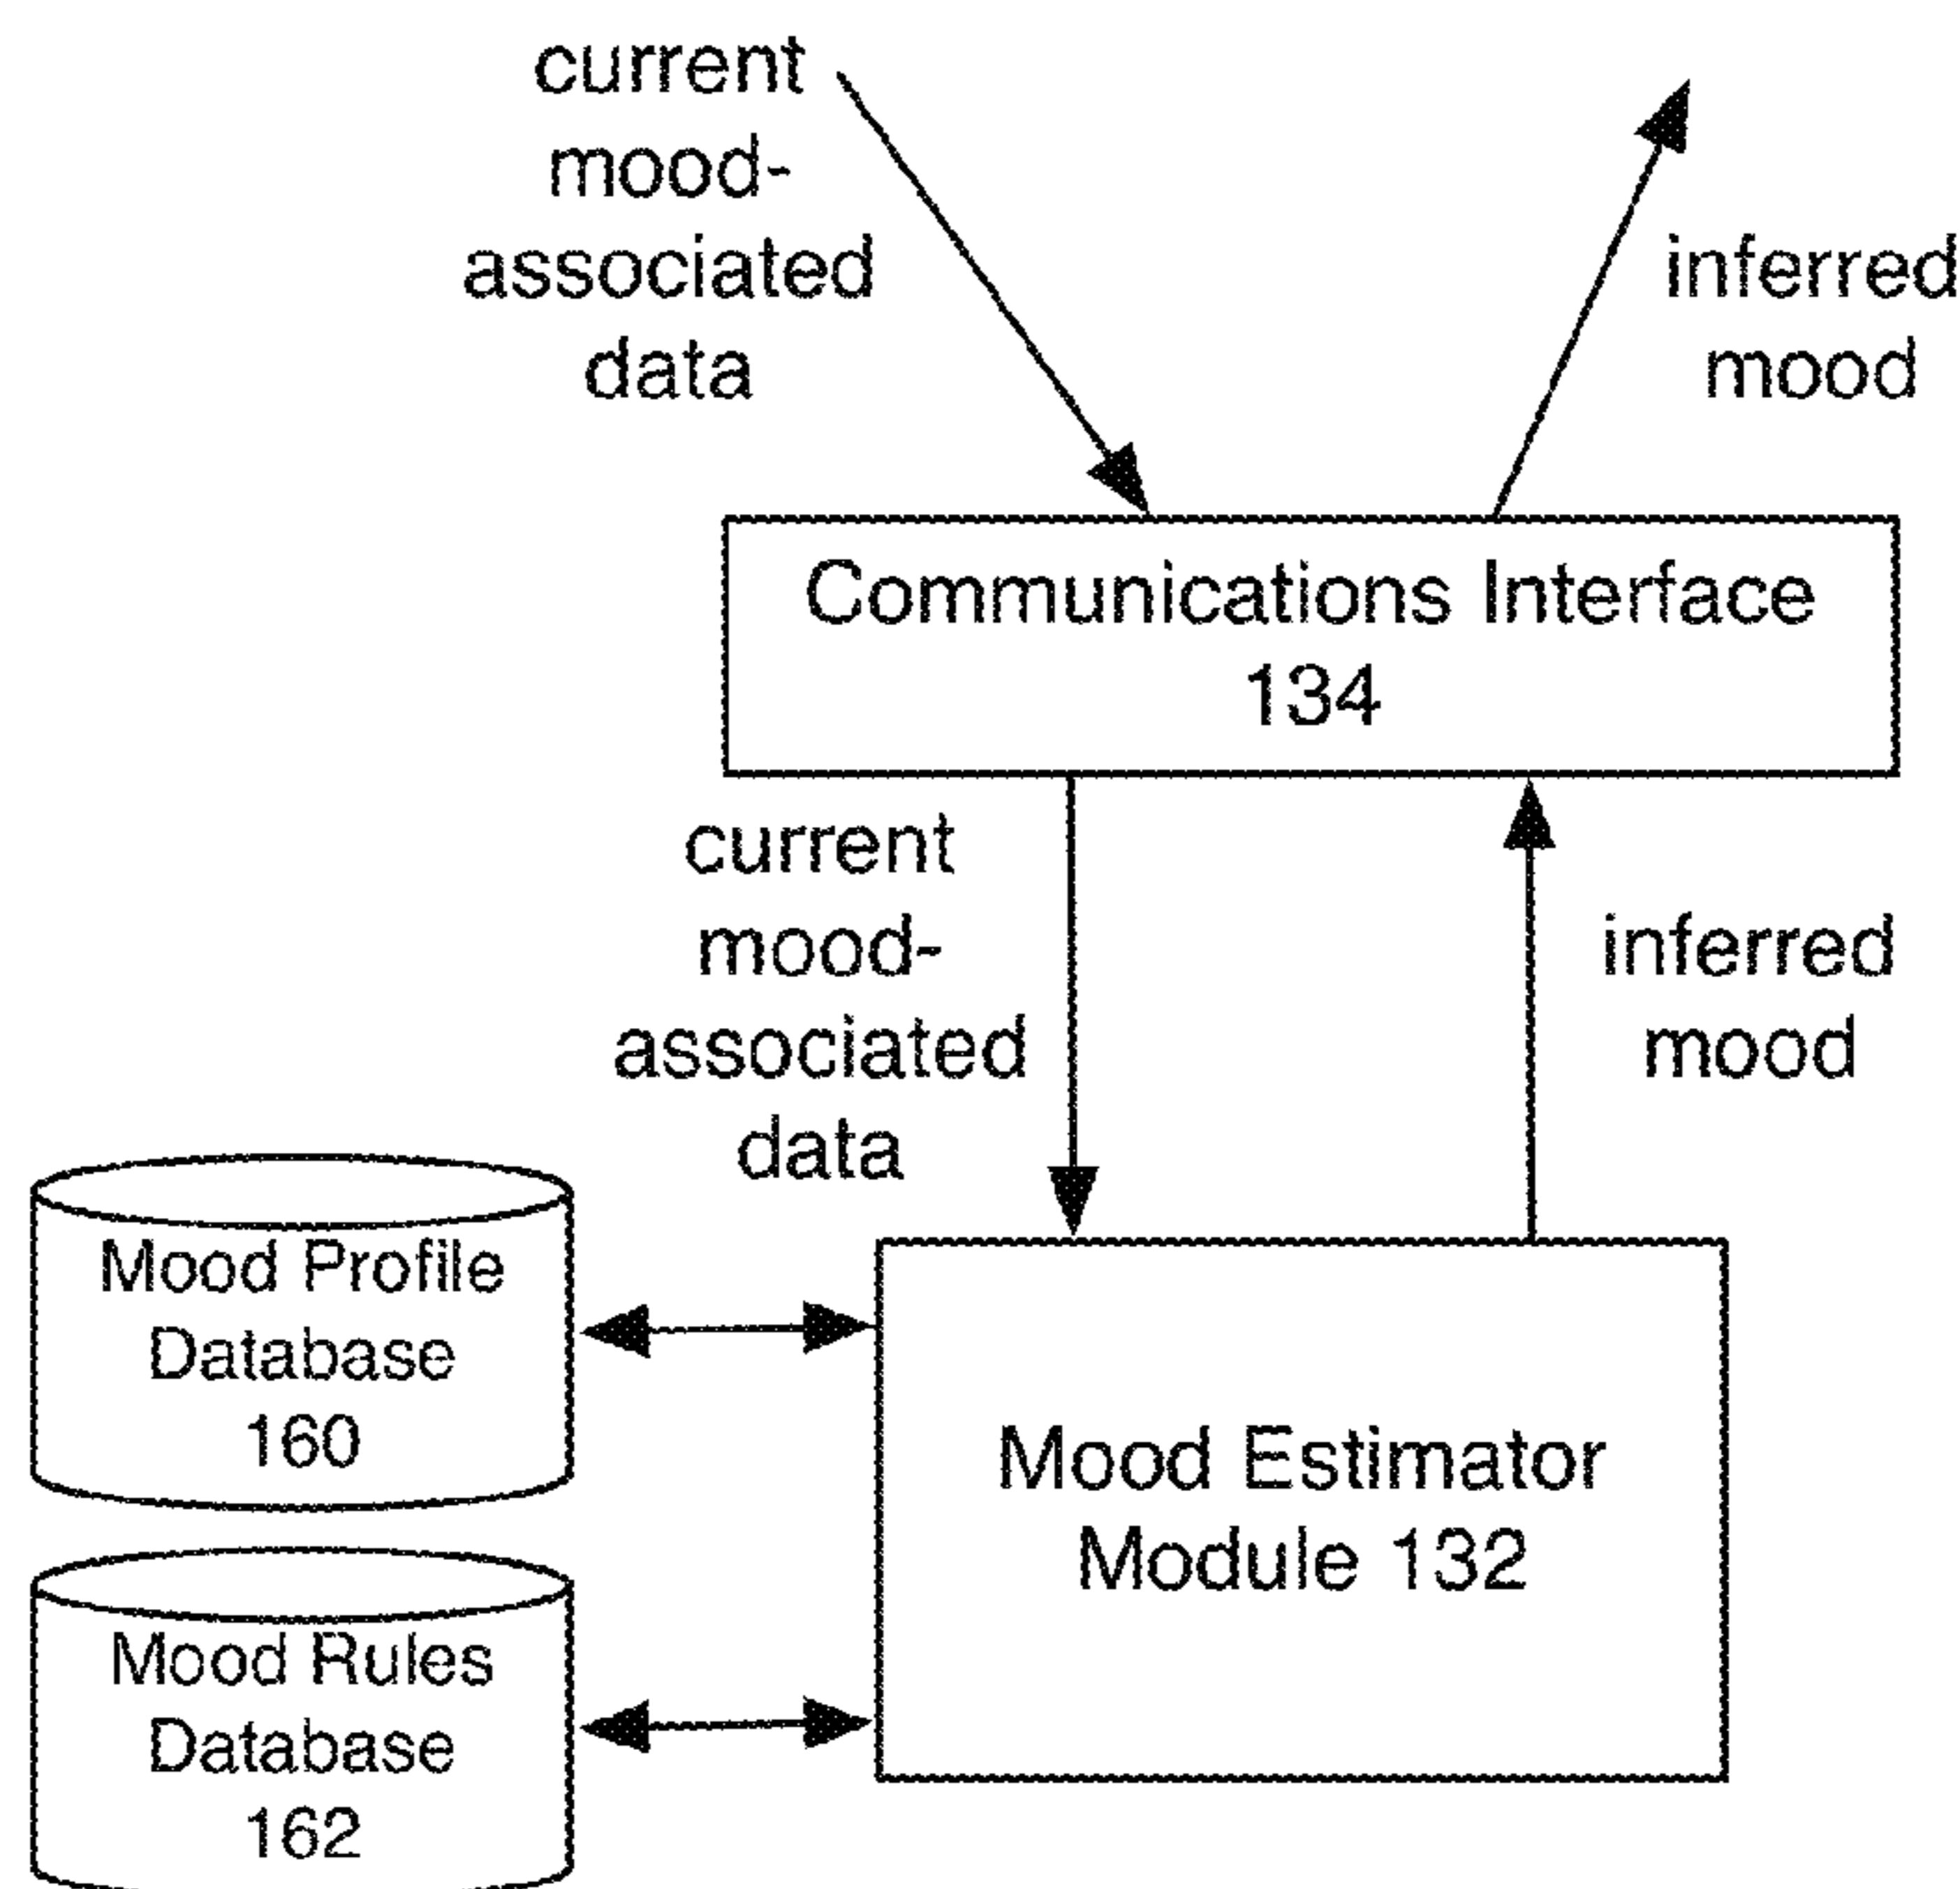 current
mood-
associated
data
inferred
mood
Communications Interface
134
current
mood-
associated
data
inferred
mood
Mood Profile
Database
160
Mood Estimator
Module 132
Mood Rules
Database
162